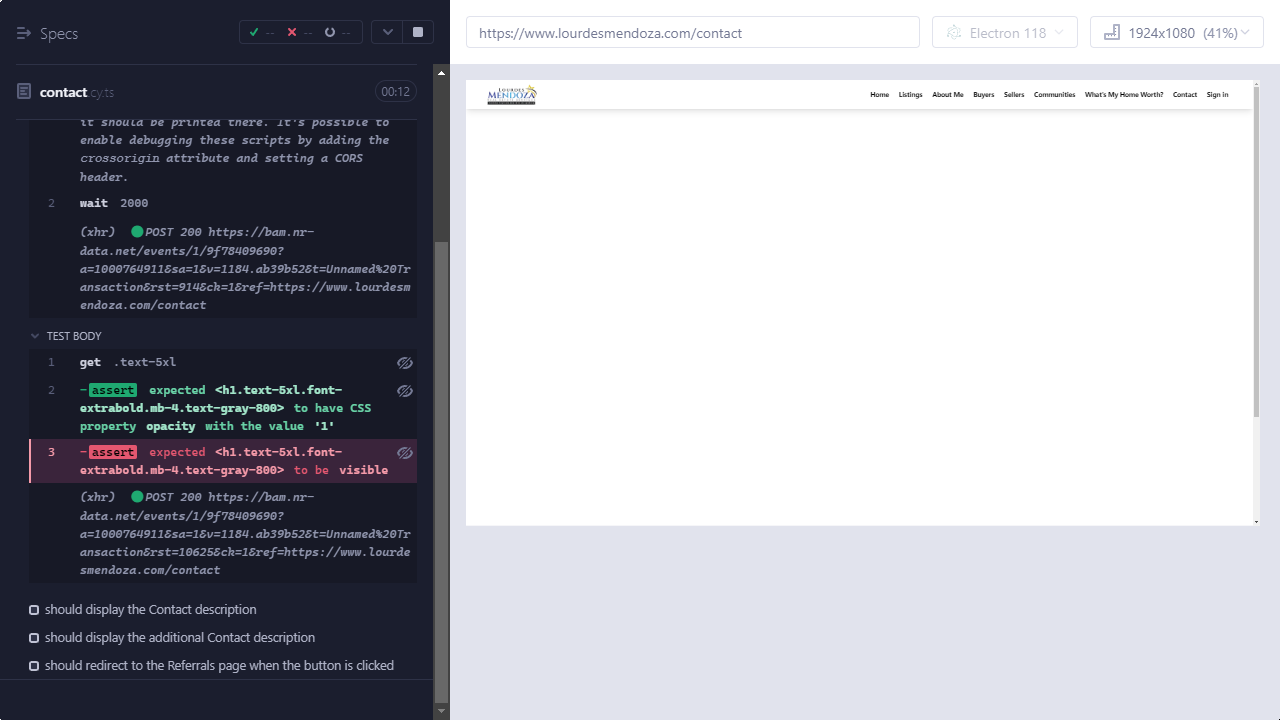 Specs
--
--
--
https://www.lourdesmendoza.com/contact
Electron 118
1924x1080 (41%)
contact.cy.ts
00:12
LOURDES
MENDOZA
Home Listings About Me Buyers Sellers Communities What's My Home Worth? Contact Sign in
it should be printed there. It's possible to
enable debugging these scripts by adding the
crossorigin attribute and setting a CORS
header.
2 wait 2000
(xhr) POST 200 https://bam.nr-
data.net/events/1/9f78409690?
a=1000764911&sa=1&v=1184.ab39b52&t=Unnamed%20Tr
ansaction&rst=914&ck=1&ref=https://www.lourdesm
endoza.com/contact
TEST BODY
1 get .text-5xl
2 -assert expected <h1.text-5xl.font-
extrabold.mb-4.text-gray-800> to have CSS
property opacity with the value '1'
3 -assert expected <h1.text-5xl.font-
extrabold.mb-4.text-gray-800> to be visible
(xhr) POST 200 https://bam.nr-
data.net/events/1/9f78409690?
a=1000764911&sa=1&v=1184.ab39b52&t=Unnamed%20Tr
ansaction&rst=10625&ck=1&ref=https://www.lourde
smendoza.com/contact
should display the Contact description
should display the additional Contact description
should redirect to the Referrals page when the button is clicked